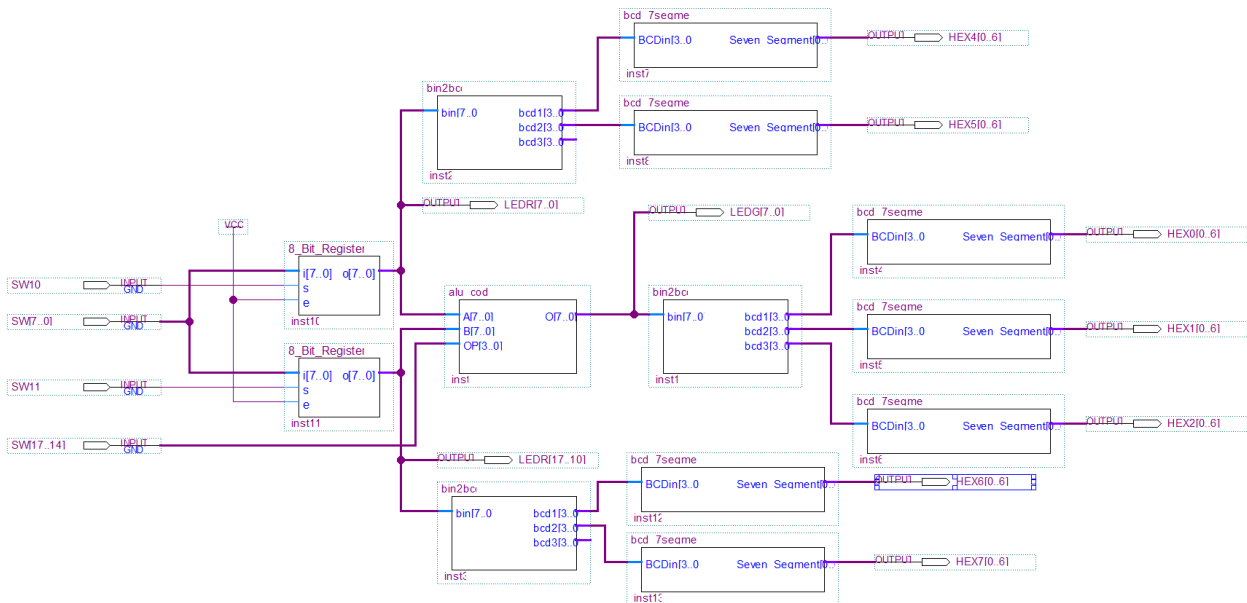 bcd_7segme
BCDin[3..0
Seven_Segment[0..
inst7
OUTPUT
HEX4[0..6]
bin2bc
bin[7..0]
bcd1[3..0
bcd2[3..0
bcd3[3..0
inst2
bcd_7segme
BCDin[3..0
Seven_Segment[0..
inst8
OUTPUT
HEX5[0..6]
OUTPUT
LEDR[7..0]
OUTPUT
LEDG[7..0]
VCC
8_Bit_Register
i[7..0] o[7..0]
s
e
inst10
SW10
INPUT
GND
SW[7..0]
INPUT
GND
8_Bit_Register
i[7..0] o[7..0]
s
e
inst11
SW11
INPUT
GND
SW[17..14]
INPUT
GND
alu_cod
A[7..0]
B[7..0]
OP[3..0]
O[7..0]
inst
bin2bc
bin[7..0]
bcd1[3..0
bcd2[3..0
bcd3[3..0
inst1
bcd_7segme
BCDin[3..0
Seven_Segment[0..
inst4
OUTPUT
HEX0[0..6]
bcd_7segme
BCDin[3..0
Seven_Segment[0..
inst5
OUTPUT
HEX1[0..6]
bcd_7segme
BCDin[3..0
Seven_Segment[0..
inst6
OUTPUT
HEX2[0..6]
OUTPUT
LEDR[17..10]
bin2bc
bin[7..0]
bcd1[3..0
bcd2[3..0
bcd3[3..0
inst3
bcd_7segme
BCDin[3..0
Seven_Segment[0..
inst12
OUTPUT
HEX6[0..6]
bcd_7segme
BCDin[3..0
Seven_Segment[0..
inst13
OUTPUT
HEX7[0..6]